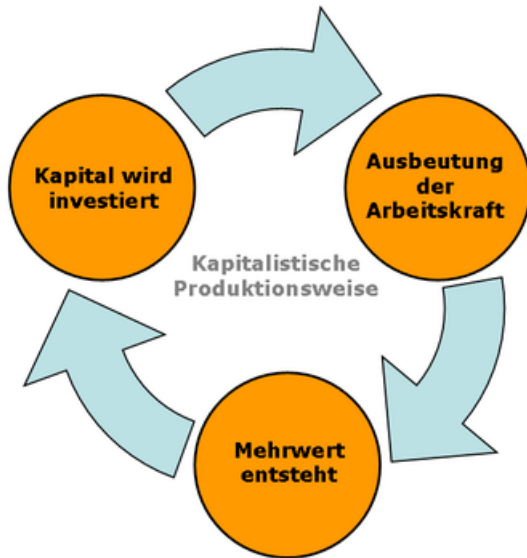 Kapital wird
investiert
Ausbeutung
der
Arbeitskraft
Kapitalistische
Produktionsweise
Mehrwert
entsteht